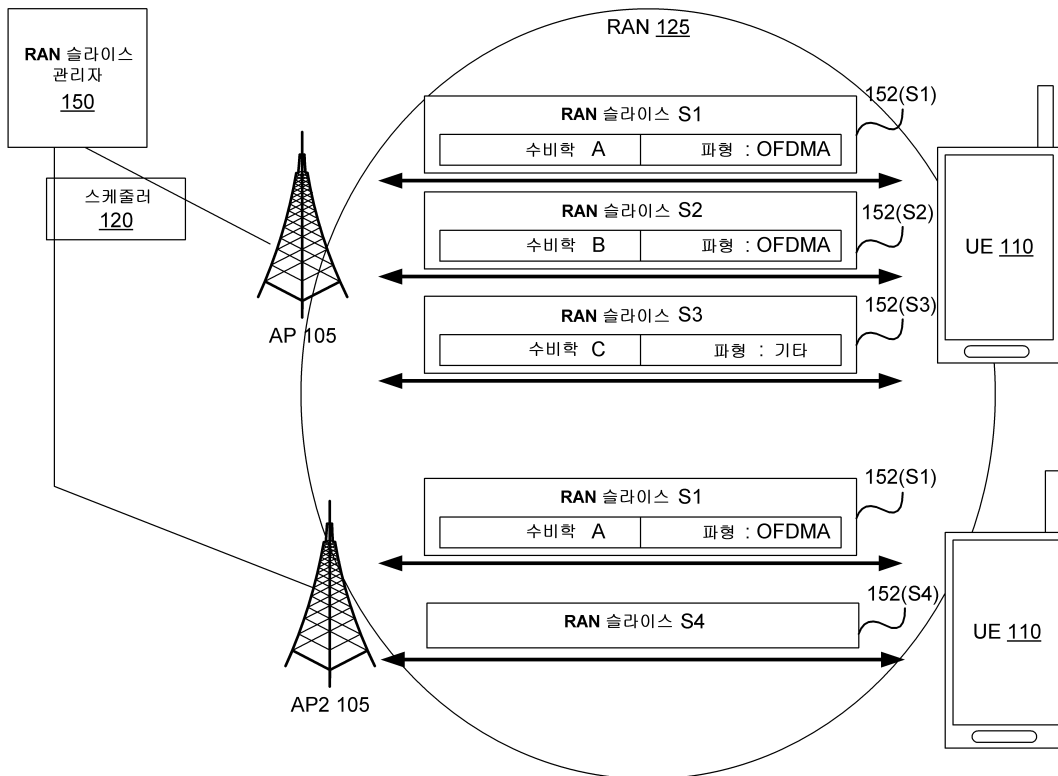 RAN 125
RAN 슬라이스
관리자
150
스케줄러
120
AP 105
152(S1)
RAN 슬라이스 S1
수비학 A
파형 : OFDMA
152(S2)
RAN 슬라이스 S2
수비학 B
파형 : OFDMA
152(S3)
RAN 슬라이스 S3
수비학 C
파형 : 기타
UE 110
152(S1)
RAN 슬라이스 S1
수비학 A
파형 : OFDMA
152(S4)
RAN 슬라이스 S4
UE 110
AP2 105